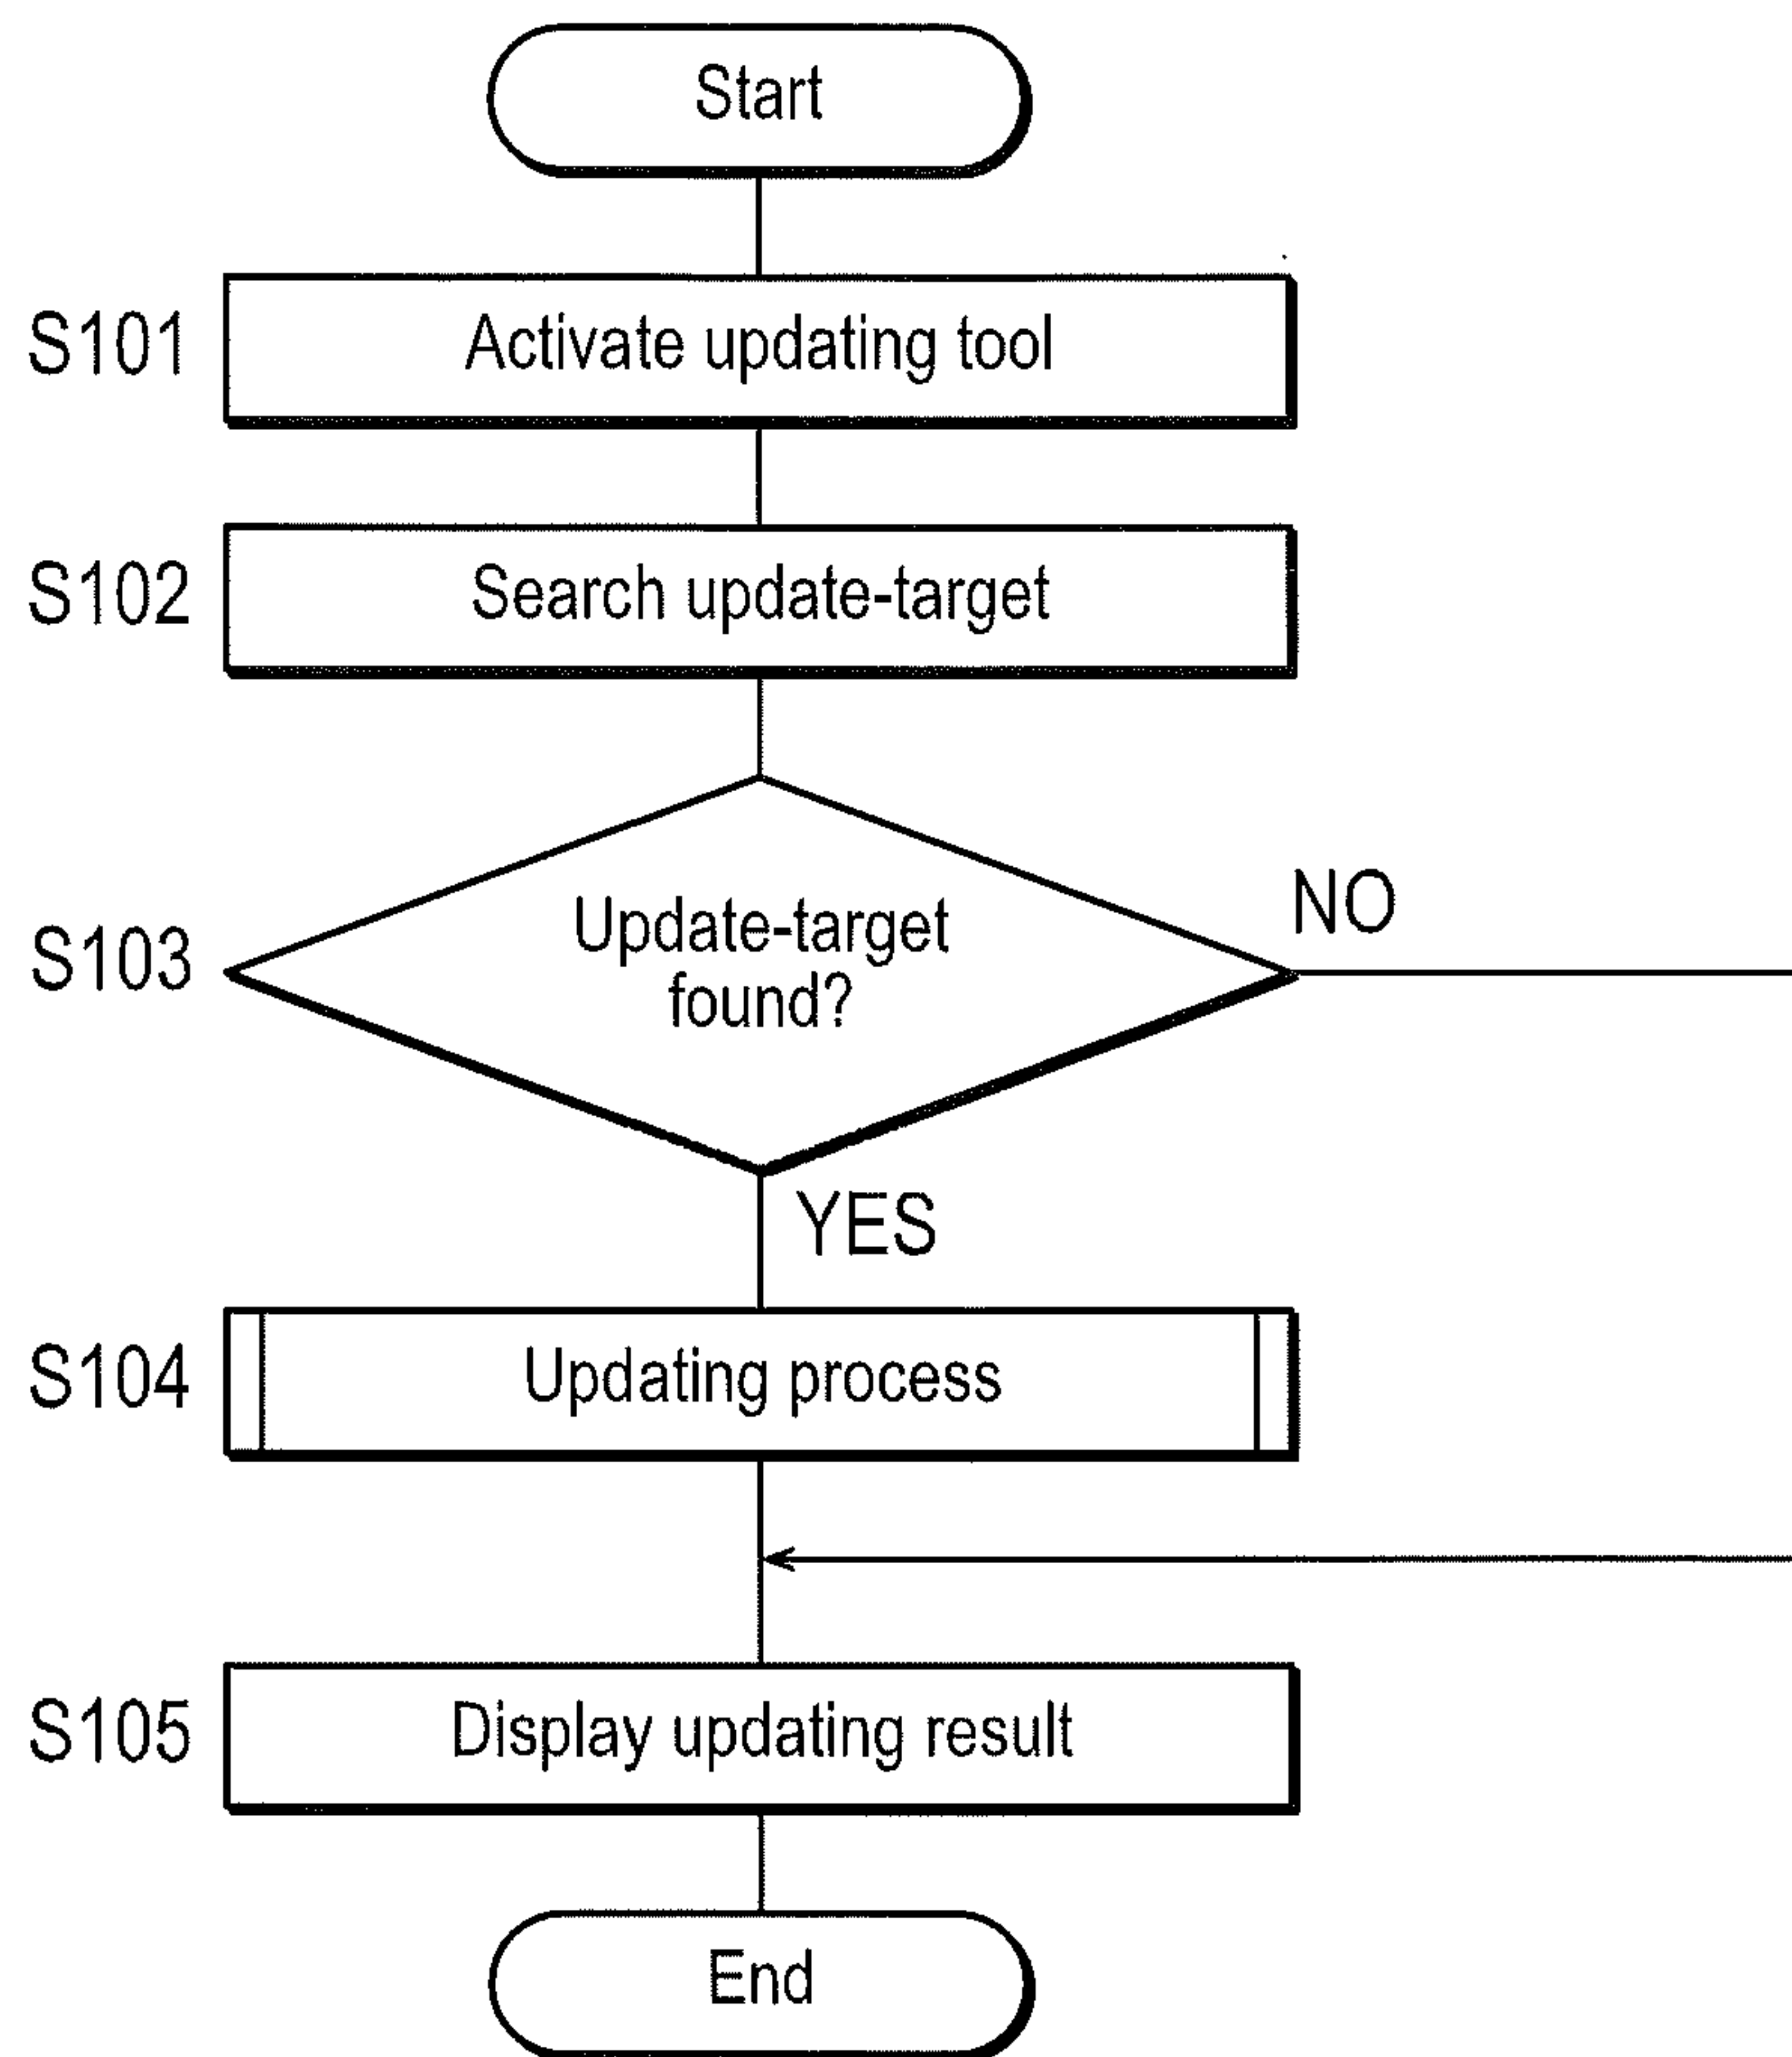 Start
S101
Activate updating tool
S102
Search update-target
S103
Update-target
found?
NO
YES
S104
Updating process
S105
Display updating result
End